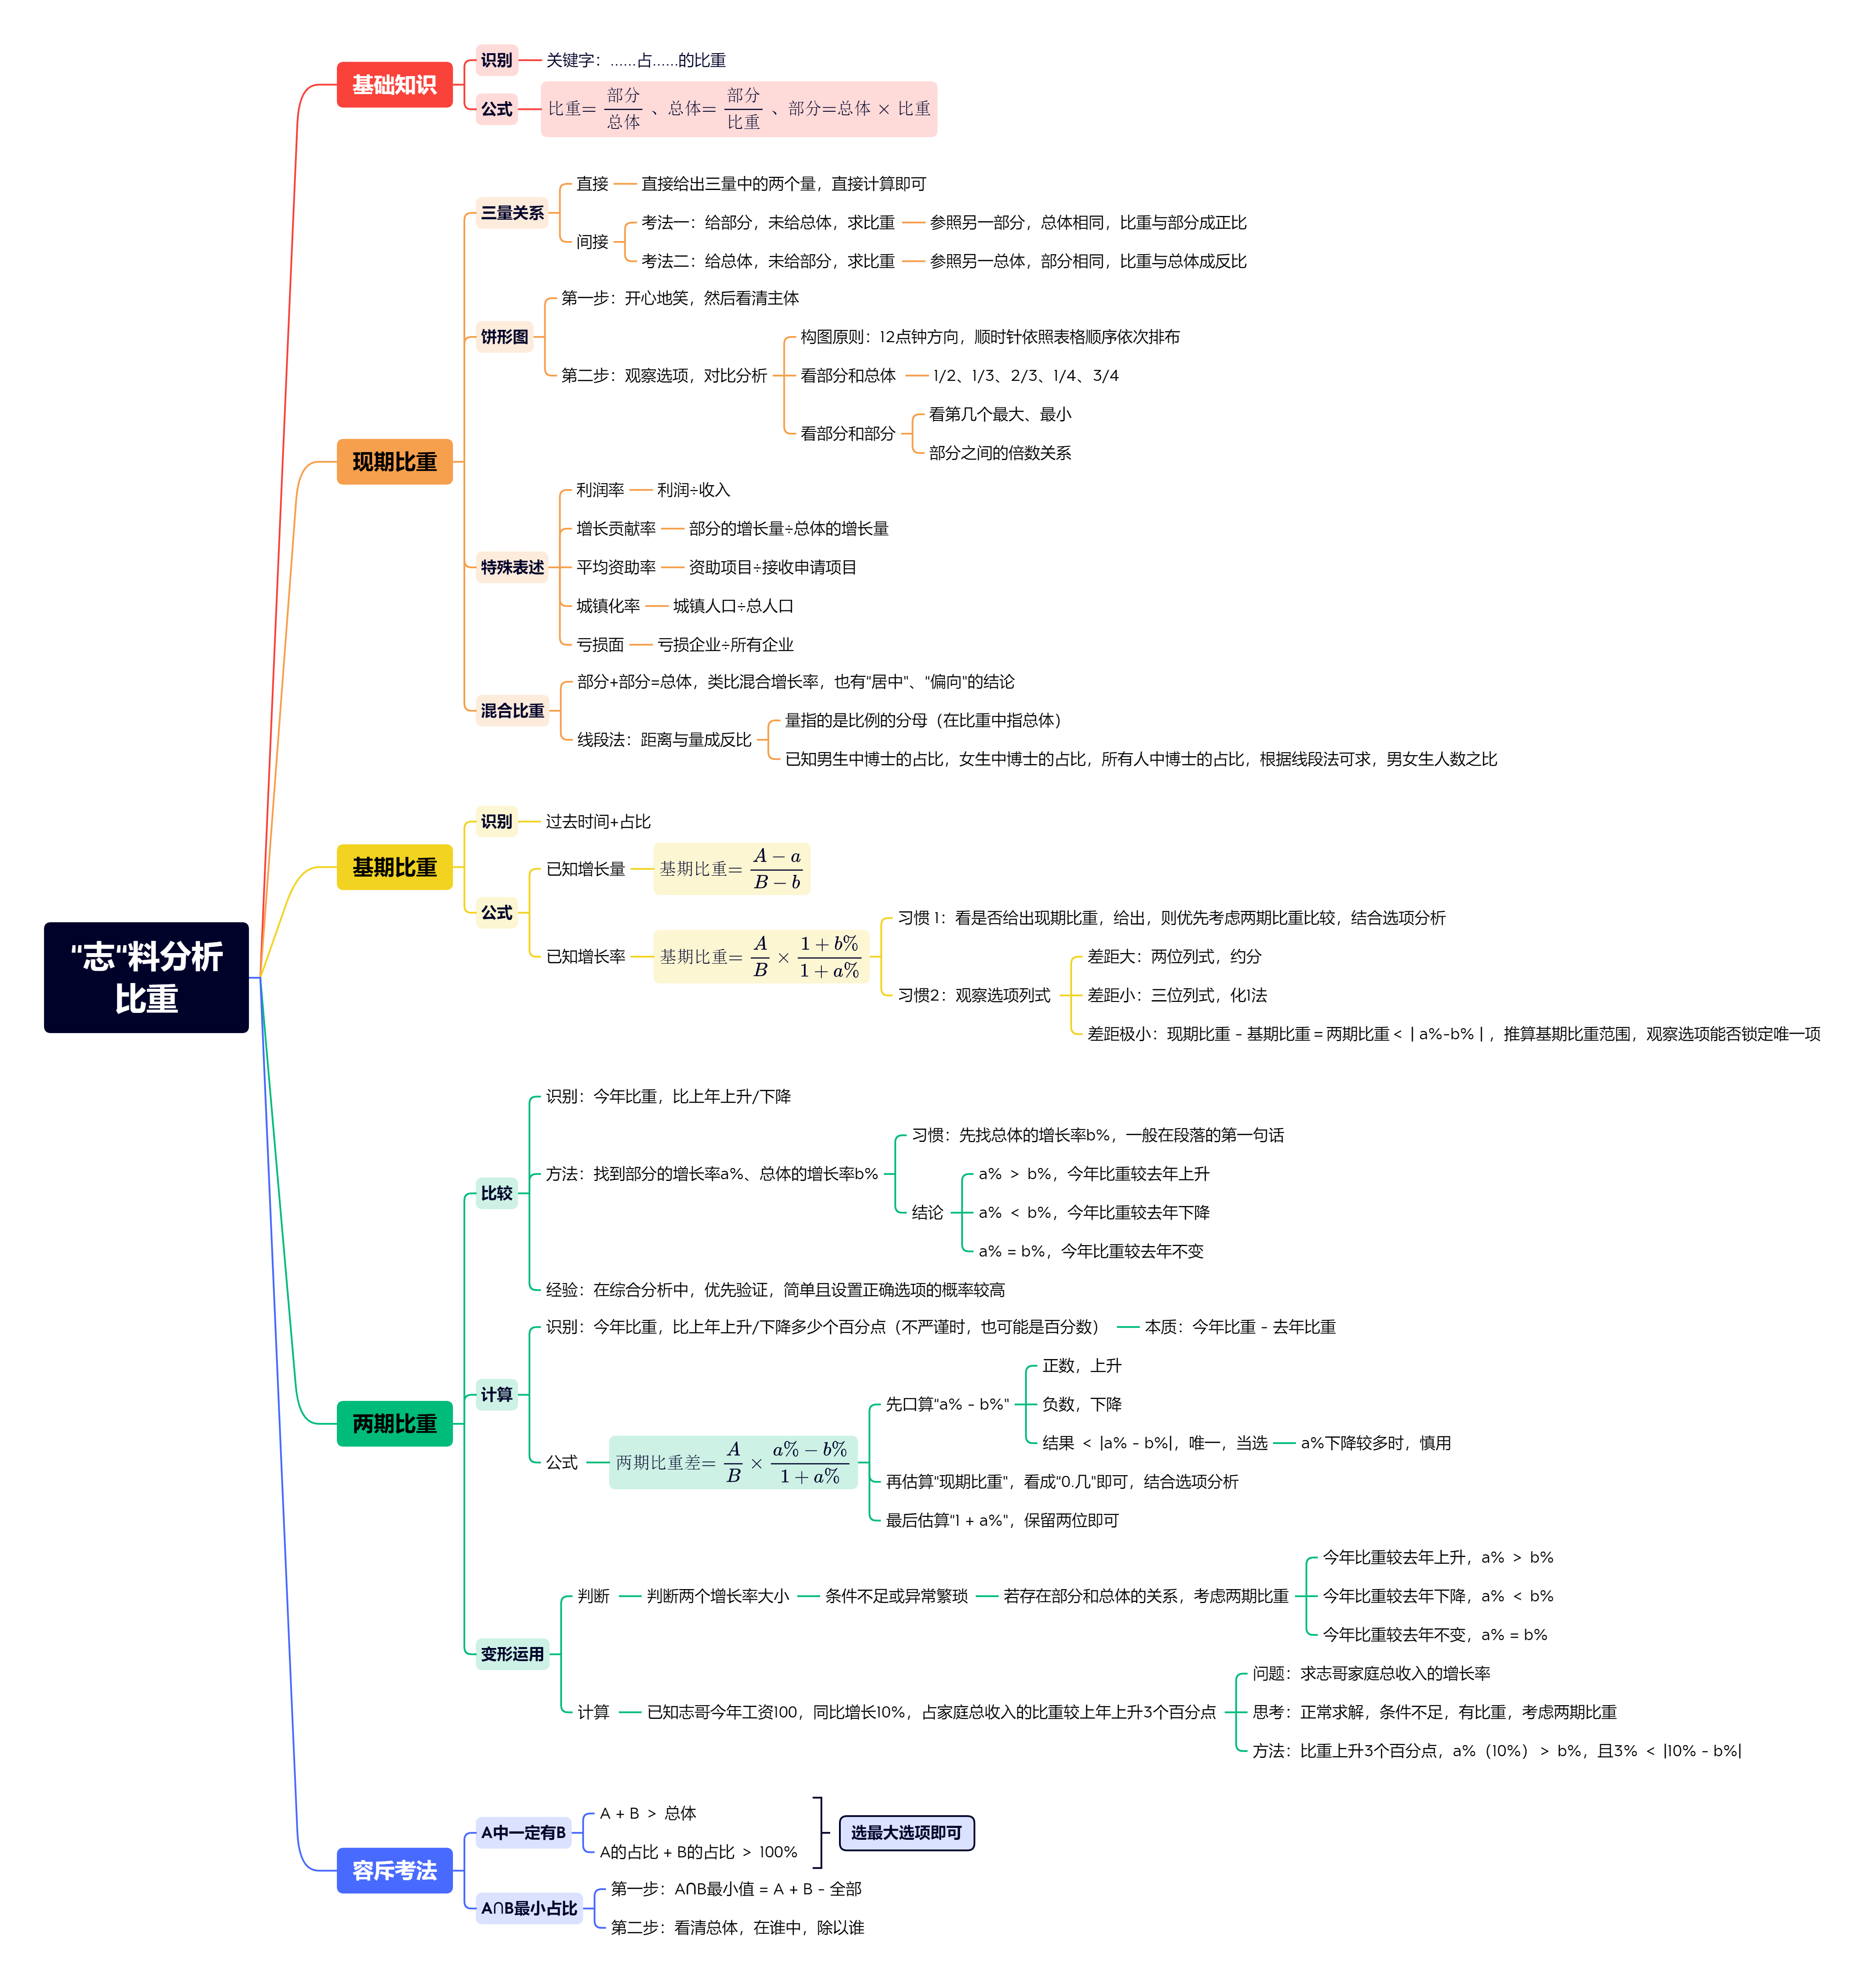 “志“料分析
比重
基础知识
识别
关键字：……占……的比重
公式
比重= 部分/总体 、总体= 部分/比重 、部分=总体 × 比重
现期比重
三量关系
直接
直接给出三量中的两个量，直接计算即可
间接
考法一：给部分，未给总体，求比重
参照另一部分，总体相同，比重与部分成正比
考法二：给总体，未给部分，求比重
参照另一总体，部分相同，比重与总体成反比
饼形图
第一步：开心地笑，然后看清主体
第二步：观察选项，对比分析
构图原则：12点钟方向，顺时针依照表格顺序依次排布
看部分和总体
1/2、1/3、2/3、1/4、3/4
看部分和部分
看第几个最大、最小
部分之间的倍数关系
特殊表述
利润率
利润÷收入
增长贡献率
部分的增长量÷总体的增长量
平均资助率
资助项目÷接收申请项目
城镇化率
城镇人口÷总人口
亏损面
亏损企业÷所有企业
混合比重
部分+部分=总体，类比混合增长率，也有"居中"、"偏向"的结论
线段法：距离与量成反比
量指的是比例的分母（在比重中指总体）
已知男生中博士的占比，女生中博士的占比，所有人中博士的占比，根据线段法可求，男女生人数之比
基期比重
识别
过去时间+占比
公式
已知增长量
基期比重= A − a / B − b
已知增长率
基期比重= A/B × 1 + b% / 1 + a%
习惯 1：看是否给出现期比重，给出，则优先考虑两期比重比较，结合选项分析
习惯2：观察选项列式
差距大：两位列式，约分
差距小：三位列式，化1法
差距极小：现期比重 - 基期比重 = 两期比重 < | a%-b% |，推算基期比重范围，观察选项能否锁定唯一项
两期比重
比较
识别：今年比重，比上年上升/下降
方法：找到部分的增长率a%、总体的增长率b%
习惯：先找总体的增长率b%，一般在段落的第一句话
结论
a% > b%，今年比重较去年上升
a% < b%，今年比重较去年下降
a% = b%，今年比重较去年不变
经验：在综合分析中，优先验证，简单且设置正确选项的概率较高
计算
识别：今年比重，比上年上升/下降多少个百分点（不严谨时，也可能是百分数）
本质：今年比重 - 去年比重
公式
两期比重差= A/B × a% − b% / 1 + a%
先口算"a% - b%"
正数，上升
负数，下降
结果 < |a% - b%|，唯一，当选
a%下降较多时，慎用
再估算"现期比重"，看成"0.几"即可，结合选项分析
最后估算"1 + a%"，保留两位即可
变形运用
判断
判断两个增长率大小
条件不足或异常繁琐
若存在部分和总体的关系，考虑两期比重
今年比重较去年上升，a% > b%
今年比重较去年下降，a% < b%
今年比重较去年不变，a% = b%
计算
已知志哥今年工资100，同比增长10%，占家庭总收入的比重较上年上升3个百分点
问题：求志哥家庭总收入的增长率
思考：正常求解，条件不足，有比重，考虑两期比重
方法：比重上升3个百分点，a%（10%）> b%，且3% < |10% - b%|
容斥考法
A中一定有B
A + B > 总体
A的占比 + B的占比 > 100%
选最大选项即可
A∩B最小占比
第一步：A∩B最小值 = A + B - 全部
第二步：看清总体，在谁中，除以谁